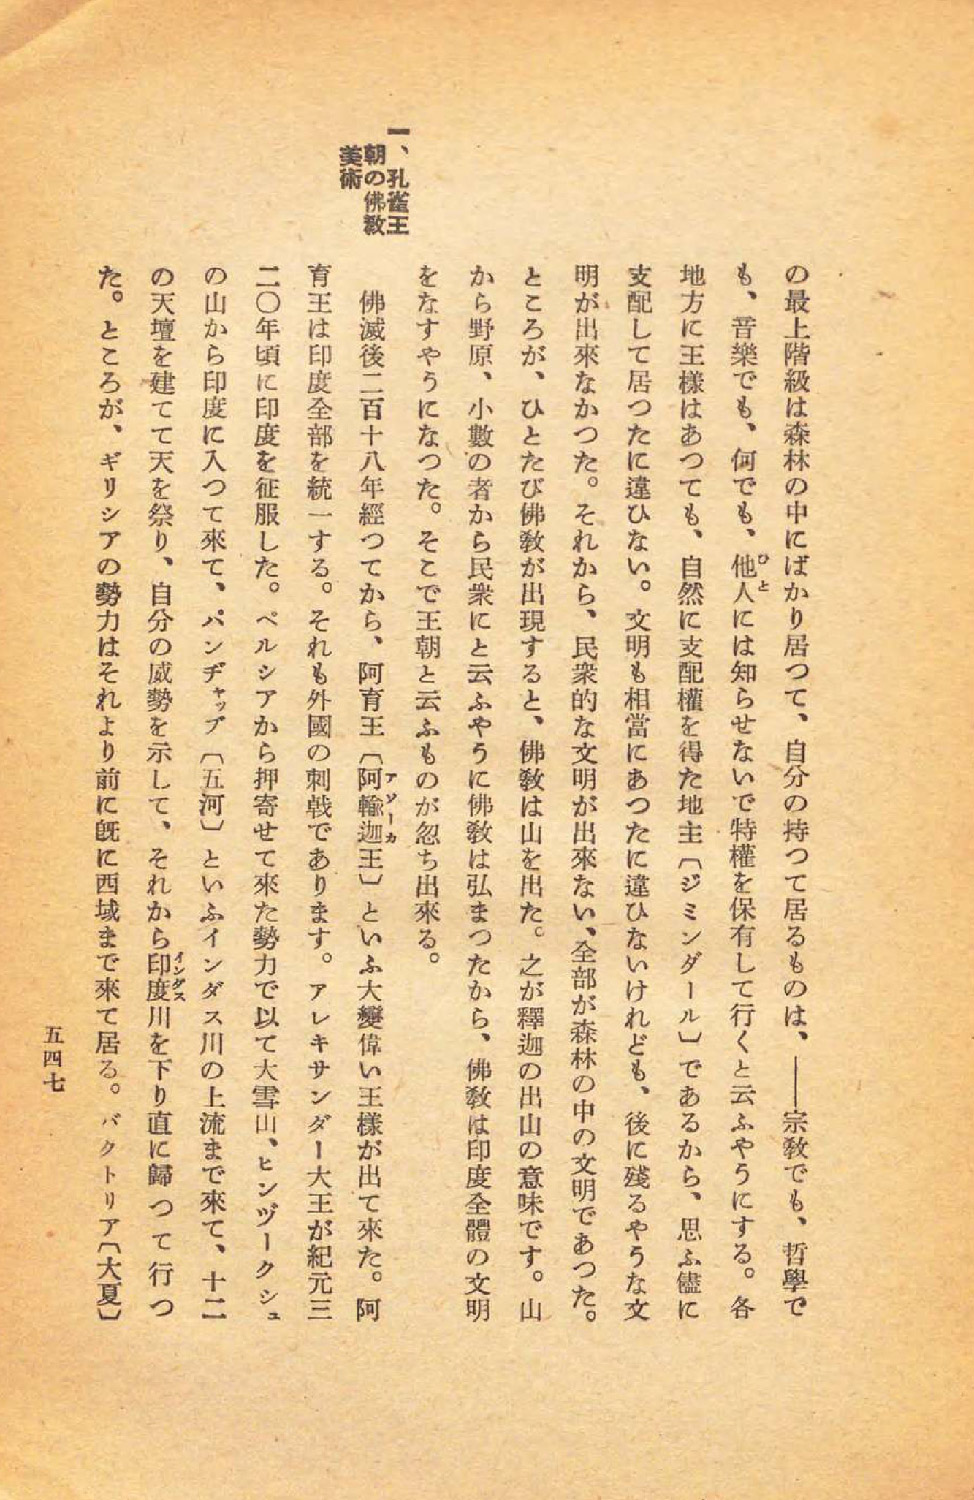 の最上階級は森林の中にばかり居つて、自分の持つて居るものは、――宗教でも、哲學で
も、音樂でも、何でも、他人には知らせないで特權を保有して行くと云ふやうにする。各
ひと
地方に王樣はあつても、自然に支配權を得た地主〔ジミンダール〕であるから、思ふ儘に
支配して居つたに違ひない。文明も相當にあつたに違ひないけれども、後に殘るやうな文
明が出來なかつた。それから、民衆的な文明が出來ない、全部が森林の中の文明であつた。
ところが、ひとたび佛敎が出現すると、佛敎は山を出た。之が釋迦の出山の意味です。山
から野原、小數の者から民衆にと云ふやうに佛敎は弘まつたから、佛敎は印度全體の文明
をなすやうになつた。そこで王朝と云ふものが忽ち出來る。
一、孔雀王
朝の佛敎
美術
佛滅後二百十八年經つてから、阿育王〔阿輸迦王〕といふ大變偉い王樣が出て來た。阿
アソーカ
育王は印度全部を統一する。それも外國の刺戟であります。アレキサンダー大王が紀元三
二〇年頃に印度を征服した。ペルシアから押寄せて來た勢力で以て大雪山、ヒンヅークシュ
の山から印度に入つて來て、パンヂャップ〔五河〕といふインダス川の上流まで來て、十二
の天壇を建てて天を祭り、自分の威勢を示して、それから印度川を下り直に歸つて行つ
インダス
た。ところが、ギリシアの勢力はそれより前に旣に西域まで來て居る。バクトリア〔大夏〕
五四七